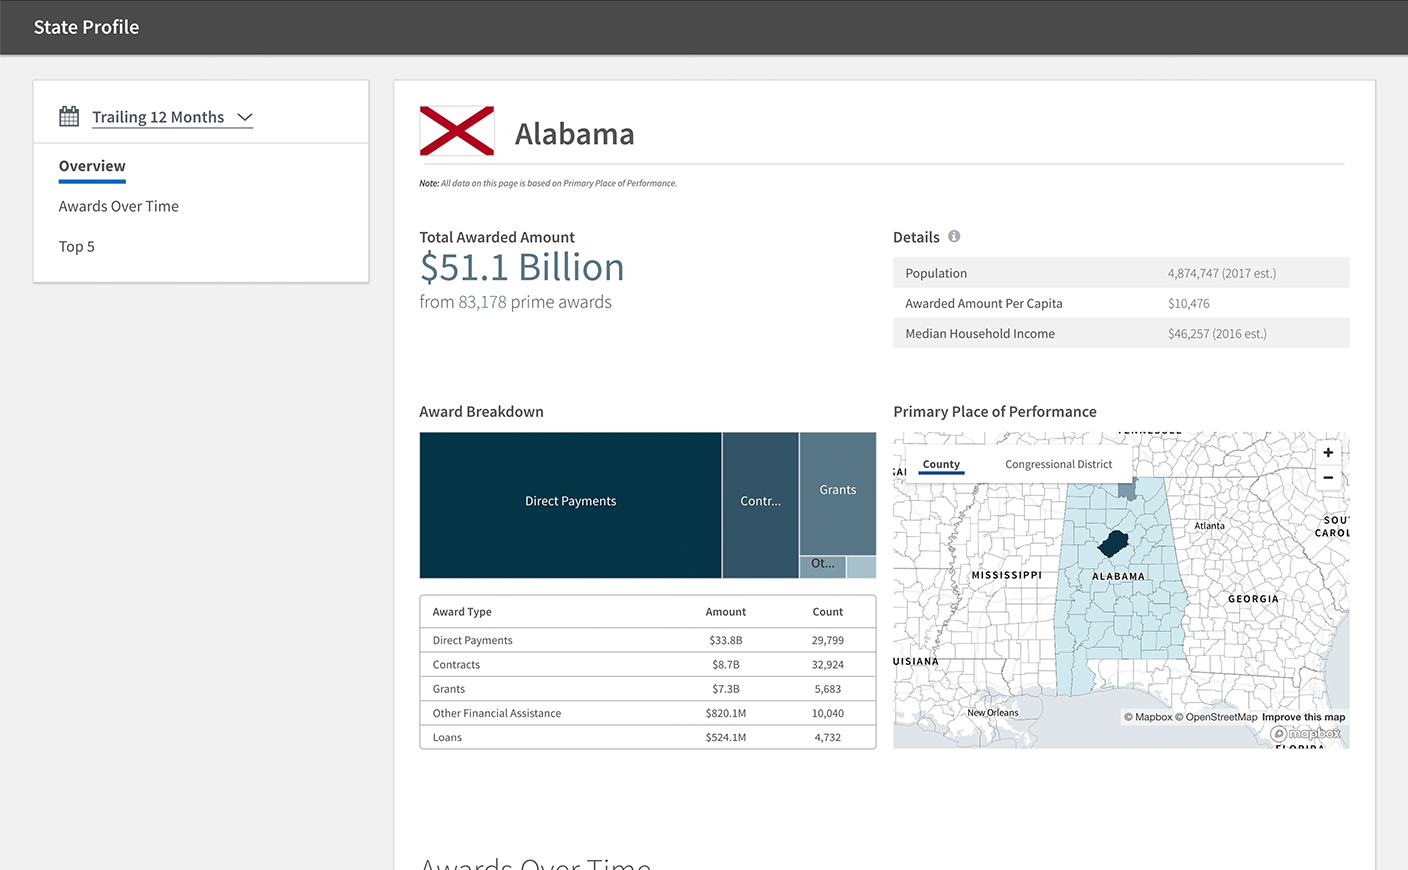 State Profile
Trailing 12 Months
Overview
Awards Over Time
Top 5
Alabama
Note: All data on this page is based on Primary Place of Performance.
Total Awarded Amount
$51.1 Billion
from 83,178 prime awards
Details
Population 4,874,747 (2017 est.)
Awarded Amount Per Capita $10,476
Median Household Income $46,257 (2016 est.)
Award Breakdown
Direct Payments
Contr...
Grants
Ot...
Award Type Amount Count
Direct Payments $33.8B 29,799
Contracts $8.7B 32,924
Grants $7.3B 5,683
Other Financial Assistance $820.1M 10,040
Loans $524.1M 4,732
Primary Place of Performance
TENNESSEE
County
Congressional District
+
−
Atlanta
SOU
CAROL
MISSISSIPPI
ALABAMA
GEORGIA
UISIANA
New Orleans
© Mapbox © OpenStreetMap Improve this map
mapbox
FLORIDA
Awards Over Time